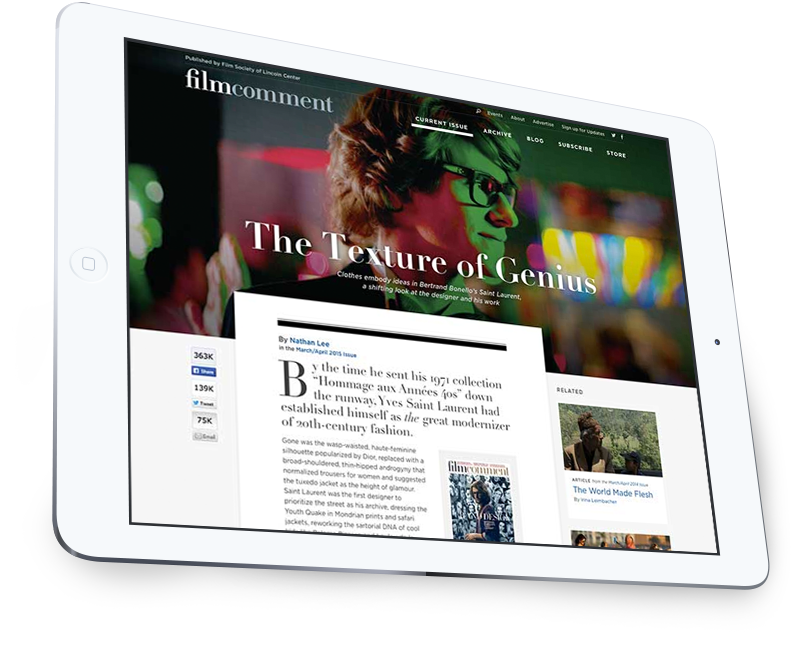 Published by Film Society of Lincoln Center
filmcomment
Events About Advertise Sign up for Updates
CURRENT ISSUE ARCHIVE BLOG SUBSCRIBE STORE
The Texture of Genius
Clothes embody ideas in Bertrand Bonello's Saint Laurent,
a shifting look at the designer and his work
363K
Share
139K
Tweet
75K
Email
By Nathan Lee
in the March/April 2015 Issue
By the time he sent his 1971 collection
"Hommage aux Années 40s" down
the runway, Yves Saint Laurent had
established himself as the great modernizer
of 20th-century fashion.
Gone was the wasp-waisted, haute-feminine
silhouette popularized by Dior, replaced with a
broad-shouldered, thin-hipped androgyny that
normalized trousers for women and suggested
the tuxedo jacket as the height of glamour.
Saint Laurent was the first designer to
prioritize the street as his archive, dressing the
Youth Quake in Mondrian prints and safari
jackets, reworking the sartorial DNA of cool
filmcomment
RELATED
ARTICLE from the March/April 2014 Issue
The World Made Flesh
By Irina Leimbacher